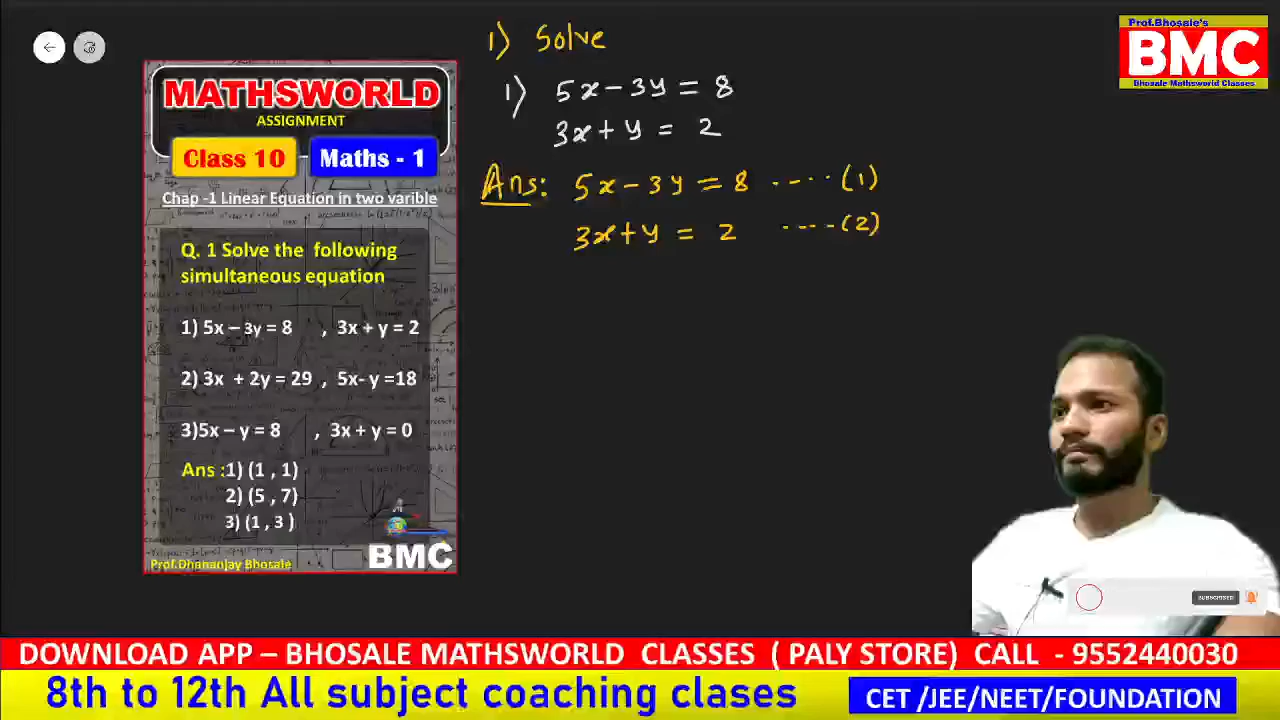 1) Solve
1) 5x - 3y = 8
3x + y = 2
Ans: 5x - 3y = 8 ----- (1)
3x + y = 2 ----- (2)
MATHSWORLD
ASSIGNMENT
Class 10
Maths - 1
Chap -1 Linear Equation in two varible
Q. 1 Solve the following
simultaneous equation
1) 5x – 3y = 8 , 3x + y = 2
2) 3x + 2y = 29 , 5x- y =18
3)5x – y = 8 , 3x + y = 0
Ans :1) (1 , 1)
2) (5 , 7)
3) (1 , 3 )
BMC
Prof.Dhananjay Bhosale
Prof.Bhosale's
BMC
Bhosale Mathsworld Classes
SUBSCRIBED
DOWNLOAD APP – BHOSALE MATHSWORLD CLASSES ( PALY STORE) CALL - 9552440030
8th to 12th All subject coaching clases
CET /JEE/NEET/FOUNDATION